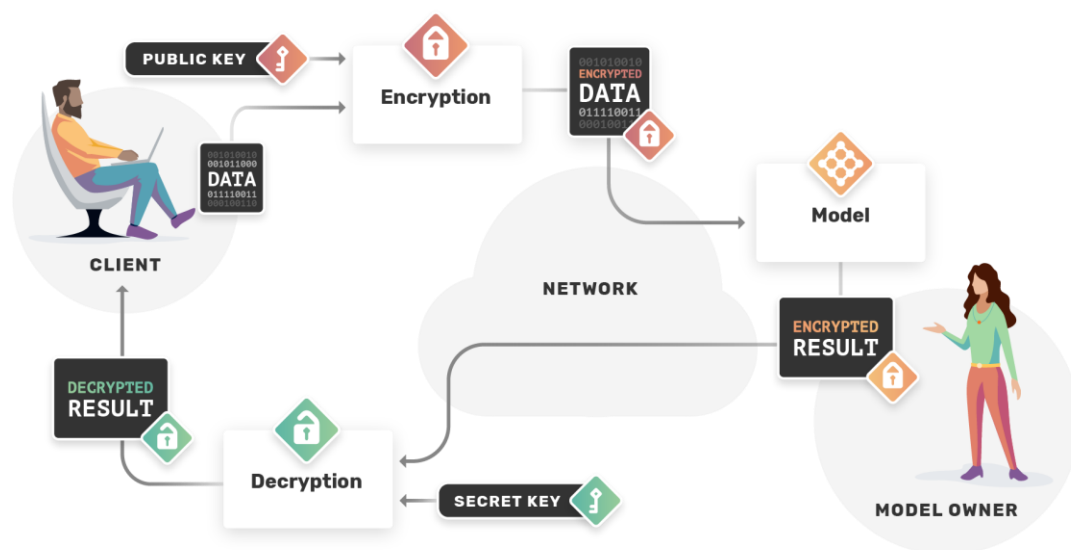 PUBLIC KEY
Encryption
001010010
ENCRYPTED
DATA
011110011
000100110
001010010
001011000
DATA
011110011
000100110
CLIENT
Model
NETWORK
ENCRYPTED
RESULT
DECRYPTED
RESULT
Decryption
SECRET KEY
MODEL OWNER